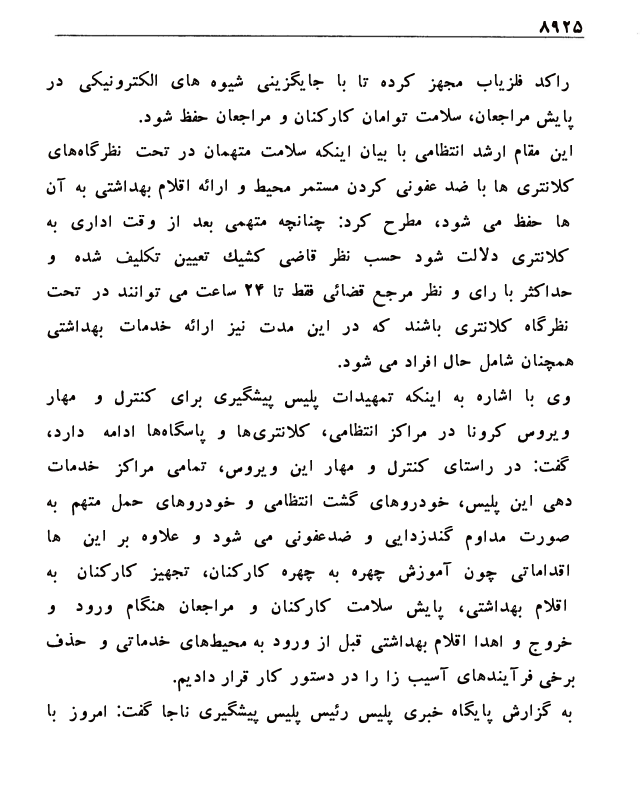 ۸۹۲۵
راکد فلزیاب مجهز کرده تا با جایگزینی شیوه های الکترونیکی در
پایش مراجعان، سلامت توامان کارکنان و مراجعان حفظ شود.
این مقام ارشد انتظامی با بیان اینکه سلامت متهمان در تحت نظرگاه‌های
کلانتری ها با ضد عفونی کردن مستمر محیط و ارائه اقلام بهداشتی به آن
ها حفظ می شود، مطرح کرد: چنانچه متهمی بعد از وقت اداری به
کلانتری دلالت شود حسب نظر قاضی کشیك تعیین تکلیف شده و
حداکثر با رای و نظر مرجع قضائی فقط تا ۲۴ ساعت می توانند در تحت
نظرگاه کلانتری باشند که در این مدت نیز ارائه خدمات بهداشتی
همچنان شامل حال افراد می شود.
وی با اشاره به اینکه تمهیدات پلیس پیشگیری برای کنترل و مهار
ویروس کرونا در مراکز انتظامی، کلانتری‌ها و پاسگاه‌ها ادامه دارد،
گفت: در راستای کنترل و مهار این ویروس، تمامی مراکز خدمات
دهی این پلیس، خودروهای گشت انتظامی و خودروهای حمل متهم به
صورت مداوم گندزدایی و ضدعفونی می شود و علاوه بر این ها
اقداماتی چون آموزش چهره به چهره کارکنان، تجهیز کارکنان به
اقلام بهداشتی، پایش سلامت کارکنان و مراجعان هنگام ورود و
خروج و اهدا اقلام بهداشتی قبل از ورود به محیط‌های خدماتی و حذف
برخی فرآیندهای آسیب زا را در دستور کار قرار دادیم.
به گزارش پایگاه خبری پلیس رئیس پلیس پیشگیری ناجا گفت: امروز با